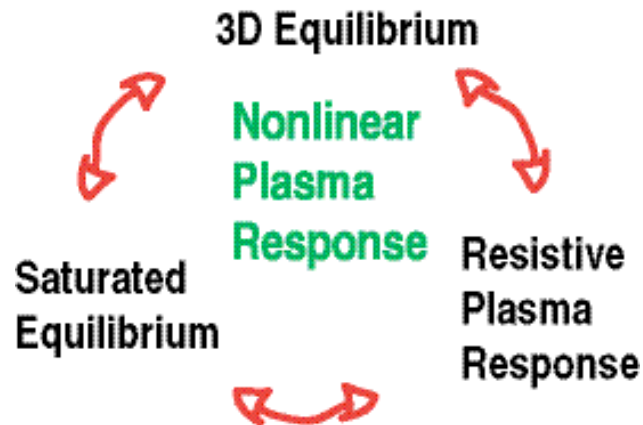 3D Equilibrium
Nonlinear
Plasma
Response
Saturated
Equilibrium
Resistive
Plasma
Response